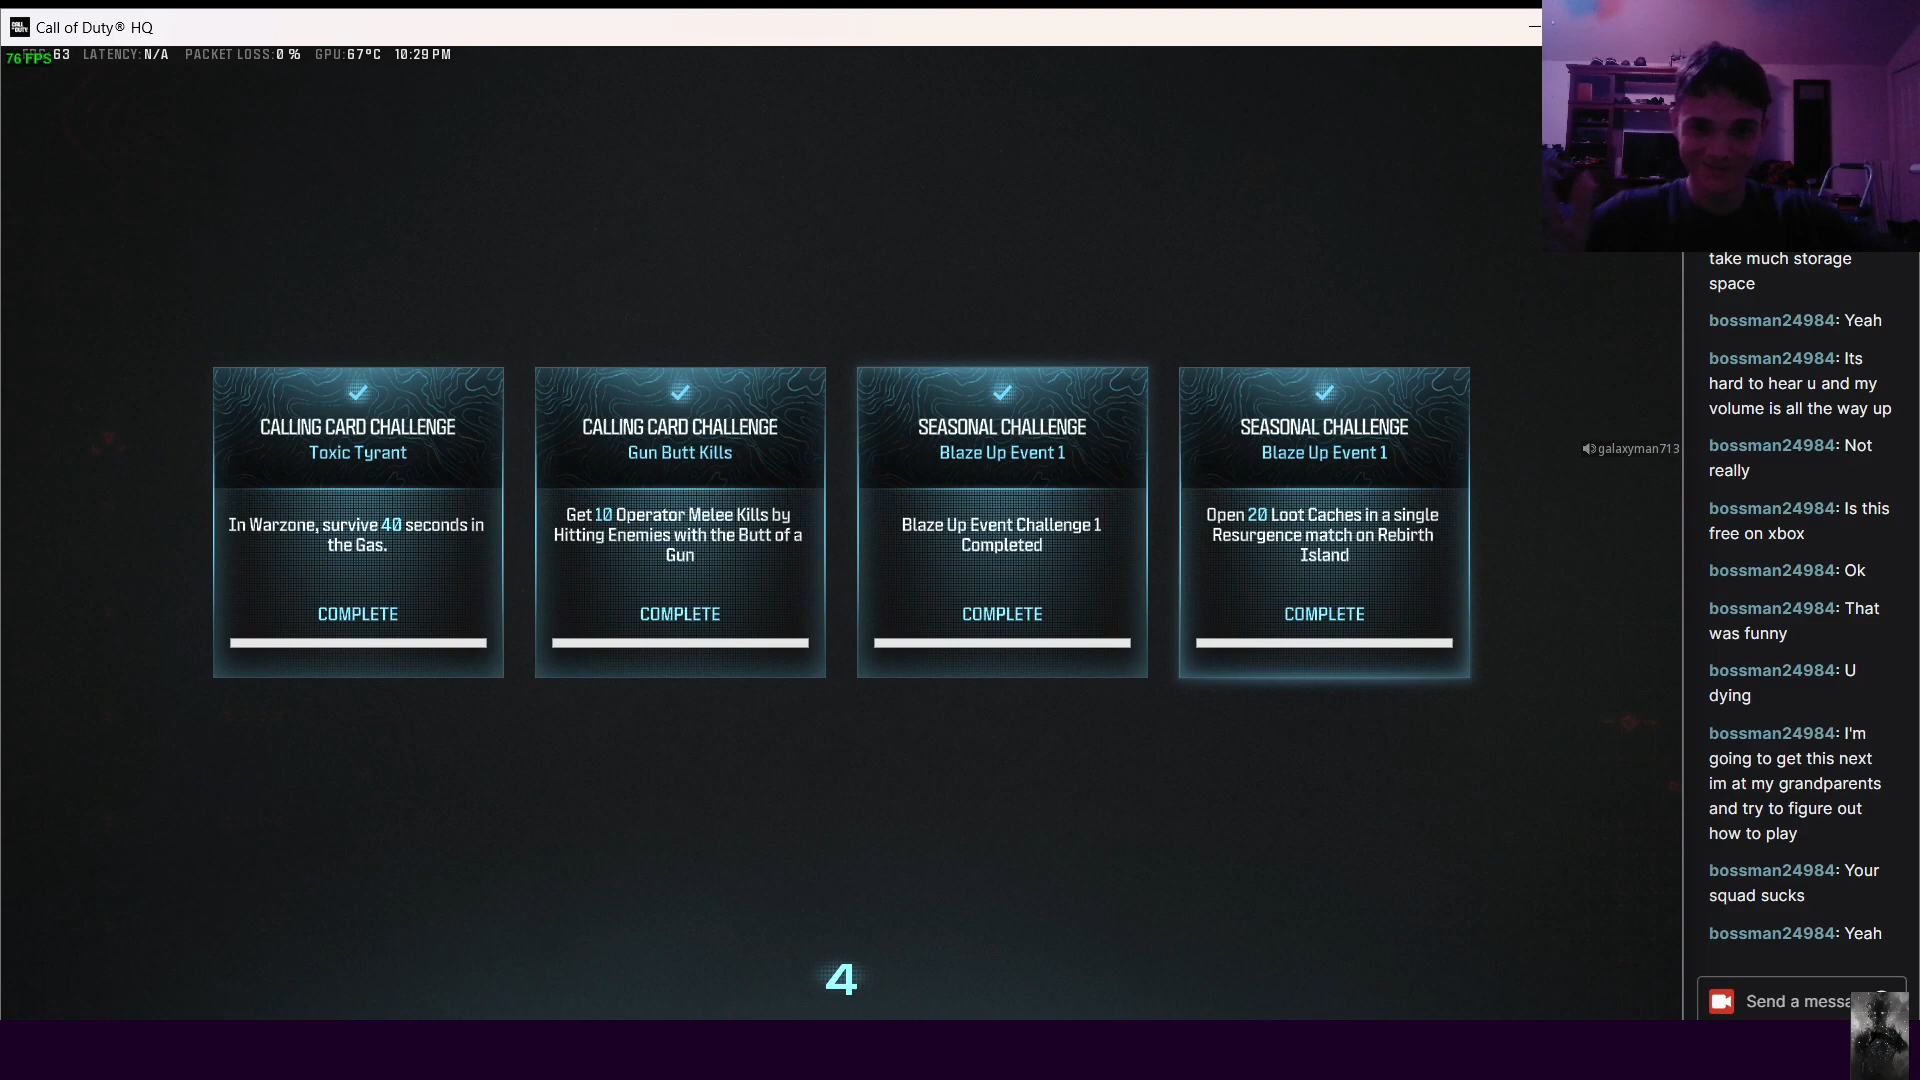 Call of Duty® HQ
76 FPS 63 LATENCY: N/A PACKET LOSS: 0 % GPU: 67°C 10:29 PM
CALLING CARD CHALLENGE
Toxic Tyrant
In Warzone, survive 40 seconds in
the Gas.
COMPLETE
CALLING CARD CHALLENGE
Gun Butt Kills
Get 10 Operator Melee Kills by
Hitting Enemies with the Butt of a
Gun
COMPLETE
SEASONAL CHALLENGE
Blaze Up Event 1
Blaze Up Event Challenge 1
Completed
COMPLETE
SEASONAL CHALLENGE
Blaze Up Event 1
Open 20 Loot Caches in a single
Resurgence match on Rebirth
Island
COMPLETE
4
galaxyman713
take much storage
space
bossman24984: Yeah
bossman24984: Its
hard to hear u and my
volume is all the way up
bossman24984: Not
really
bossman24984: Is this
free on xbox
bossman24984: Ok
bossman24984: That
was funny
bossman24984: U
dying
bossman24984: I'm
going to get this next
im at my grandparents
and try to figure out
how to play
bossman24984: Your
squad sucks
bossman24984: Yeah
Send a messa